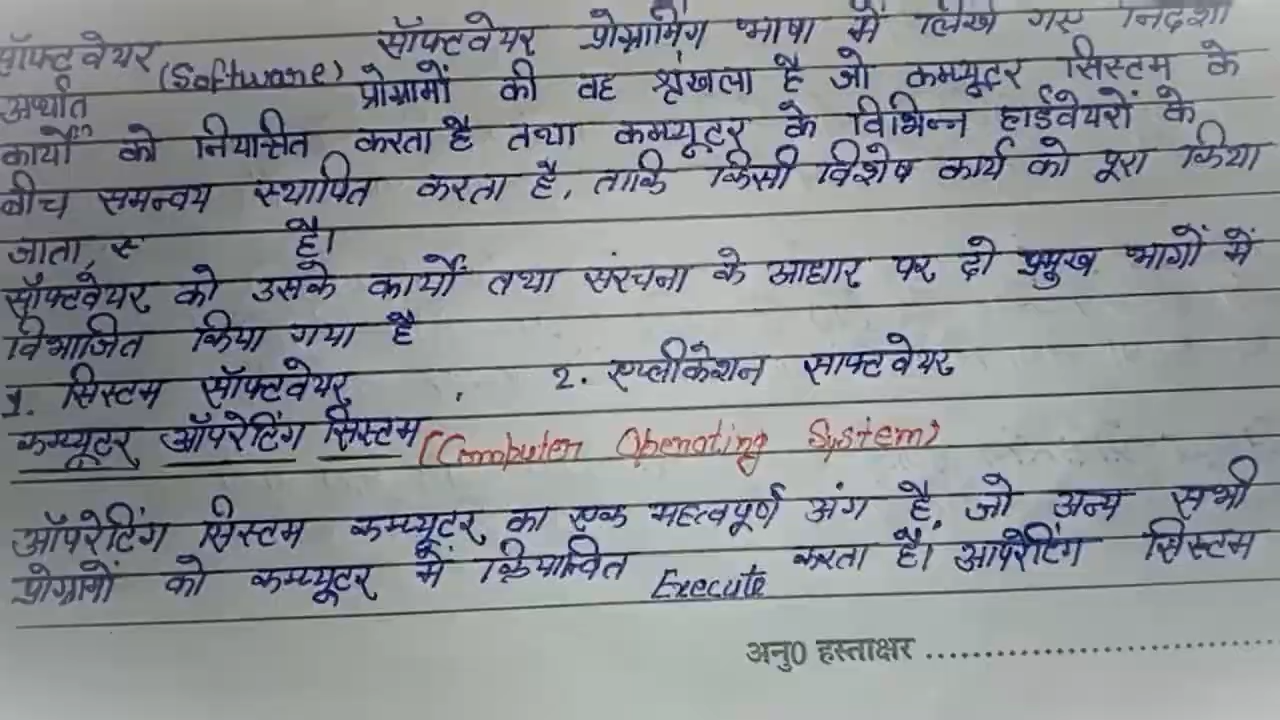 सॉफ्टवेयर (Software) सॉफ्टवेयर प्रोग्रामिंग भाषा में लिखे गए निर्देशों
अर्थात प्रोग्रामों की वह श्रृंखला है जो कम्प्यूटर सिस्टम के
कार्यों को नियंत्रित करता है तथा कम्प्यूटर के विभिन्न हार्डवेयरों के
बीच समन्वय स्थापित करता है, ताकि किसी विशेष कार्य को पूरा किया
जाता है।
सॉफ्टवेयर को उसके कार्यों तथा संरचना के आधार पर दो प्रमुख भागों में
विभाजित किया गया है
1. सिस्टम सॉफ्टवेयर, 2. एप्लीकेशन साफ्टवेयर
कम्प्यूटर ऑपरेटिंग सिस्टम (Computer Operating System)
ऑपरेटिंग सिस्टम कम्प्यूटर का एक महत्वपूर्ण अंग है, जो अन्य सभी
प्रोग्रामों को कम्प्यूटर में क्रियान्वित Execute करता है। आपरेटिंग सिस्टम
अनु0 हस्ताक्षर ........................